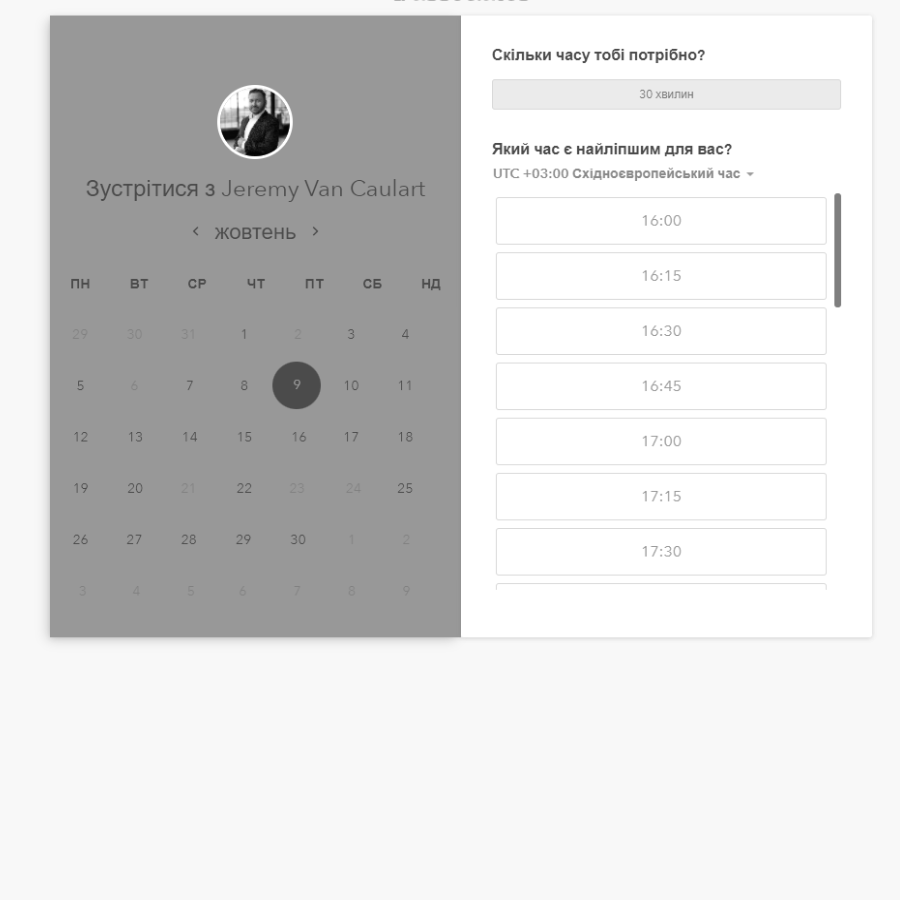 Зустрітися з Jeremy Van Caulart
жовтень
ПН ВТ СР ЧТ ПТ СБ НД
29 30 31 1 2 3 4
5 6 7 8 9 10 11
12 13 14 15 16 17 18
19 20 21 22 23 24 25
26 27 28 29 30 1 2
3 4 5 6 7 8 9
Скільки часу тобі потрібно?
30 хвилин
Який час є найліпшим для вас?
UTC +03:00 Східноєвропейський час
16:00
16:15
16:30
16:45
17:00
17:15
17:30